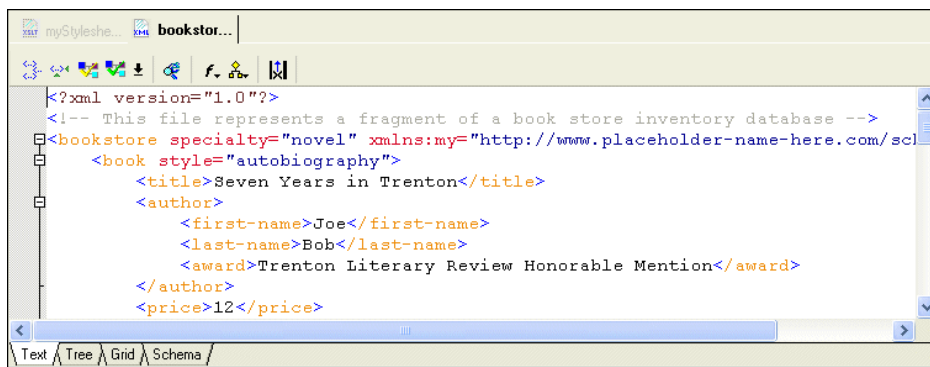 XSLT myStyleshe... XML bookstor...
<?xml version="1.0"?>
<!-- This file represents a fragment of a book store inventory database -->
<bookstore specialty="novel" xmlns:my="http://www.placeholder-name-here.com/sch
<book style="autobiography">
<title>Seven Years in Trenton</title>
<author>
<first-name>Joe</first-name>
<last-name>Bob</last-name>
<award>Trenton Literary Review Honorable Mention</award>
</author>
<price>12</price>
Text Tree Grid Schema